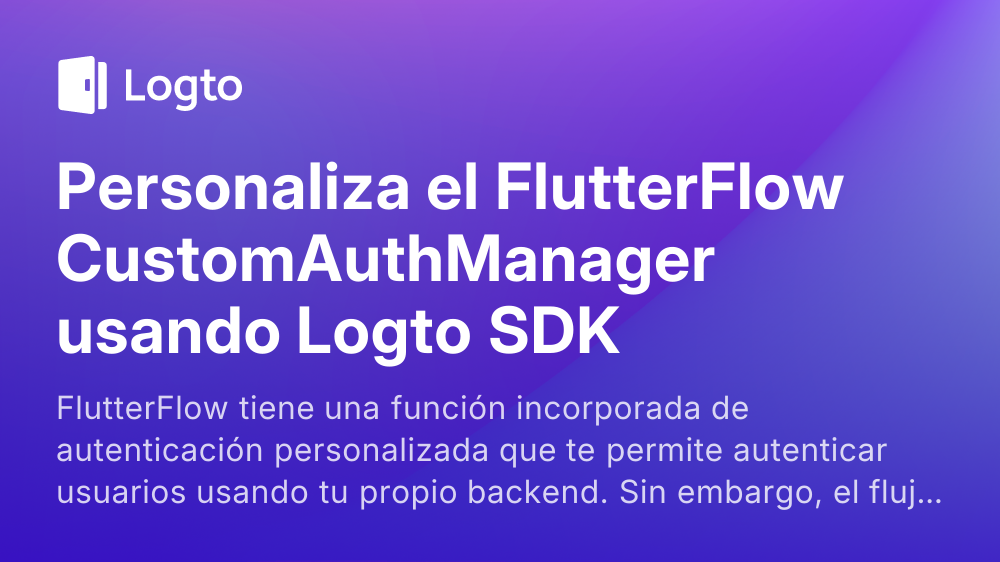 Logto
Personaliza el FlutterFlow
CustomAuthManager
usando Logto SDK
FlutterFlow tiene una función incorporada de
autenticación personalizada que te permite autenticar
usuarios usando tu propio backend. Sin embargo, el fluj...